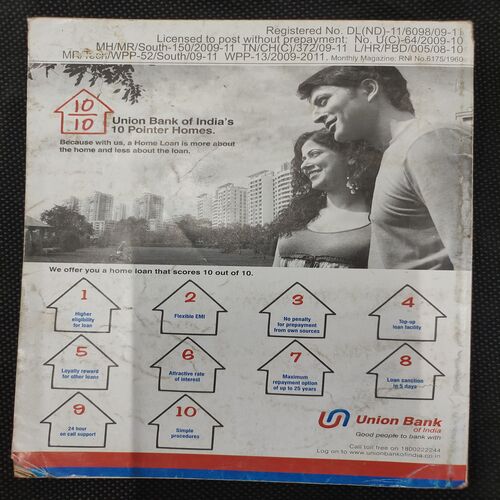 Registered No. DL(ND)-11/6098/09-11
Licensed to post without prepayment; No. U(C)-64/2009-10
MH/MR/South-150/2009-11 TN/CH(C)/372/09-11 L/HR/FBD/005/08-10
MR/Tech/WPP-52/South/09-11 WPP-13/2009-2011. Monthly Magazine; RNI No.6175/1960
10
10
Union Bank of India's
10 Pointer Homes.
Because with us, a Home Loan is more about
the home and less about the loan.
We offer you a home loan that scores 10 out of 10.
1
Higher
eligibility
for loan
2
Flexible EMI
3
No penalty
for prepayment
from own sources
4
Top-up
loan facility
5
Loyalty reward
for other loans
6
Attractive rate
of interest
7
Maximum
repayment option
of up to 25 years
8
Loan sanction
in 5 days
9
24 hour
on call support
10
Simple
procedures
Union Bank
of India
Good people to bank with
Call toll free on 1800222244
Log on to www.unionbankofindia.co.in